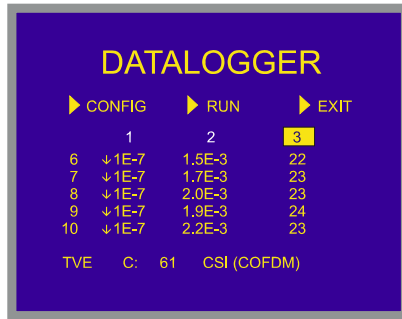 DATALOGGER
CONFIG RUN EXIT
1 2 3
6 ↓1E-7 1.5E-3 22
7 ↓1E-7 1.7E-3 23
8 ↓1E-7 2.0E-3 23
9 ↓1E-7 1.9E-3 24
10 ↓1E-7 2.2E-3 23
TVE C: 61 CSI (COFDM)